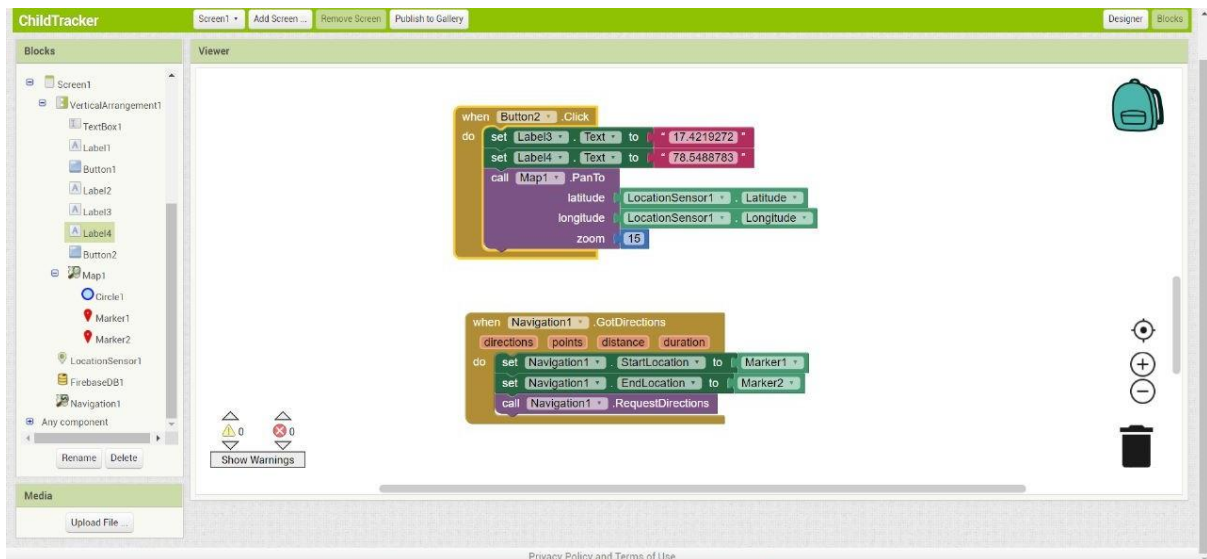 ChildTracker Screen1 Add Screen ... Remove Screen Publish to Gallery Designer Blocks
Blocks
Screen1
VerticalArrangement1
TextBox1
Label1
Button1
Label2
Label3
Label4
Button2
Map1
Circle1
Marker1
Marker2
LocationSensor1
FirebaseDB1
Navigation1
Any component
Rename Delete
Media
Upload File ...
Viewer
when Button2 .Click
do set Label3 . Text to " 17.4219272 "
set Label4 . Text to " 78.5488783 "
call Map1 .PanTo
latitude LocationSensor1 . Latitude
longitude LocationSensor1 . Longitude
zoom 15
when Navigation1 .GotDirections
directions points distance duration
do set Navigation1 . StartLocation to Marker1
set Navigation1 . EndLocation to Marker2
call Navigation1 .RequestDirections
0 0
Show Warnings
Privacy Policy and Terms of Use